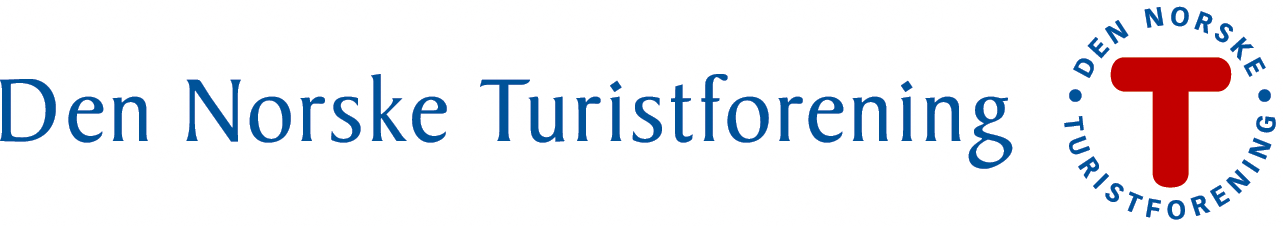 Den Norske Turistforening
DEN NORSKE
T
TURISTFORENING